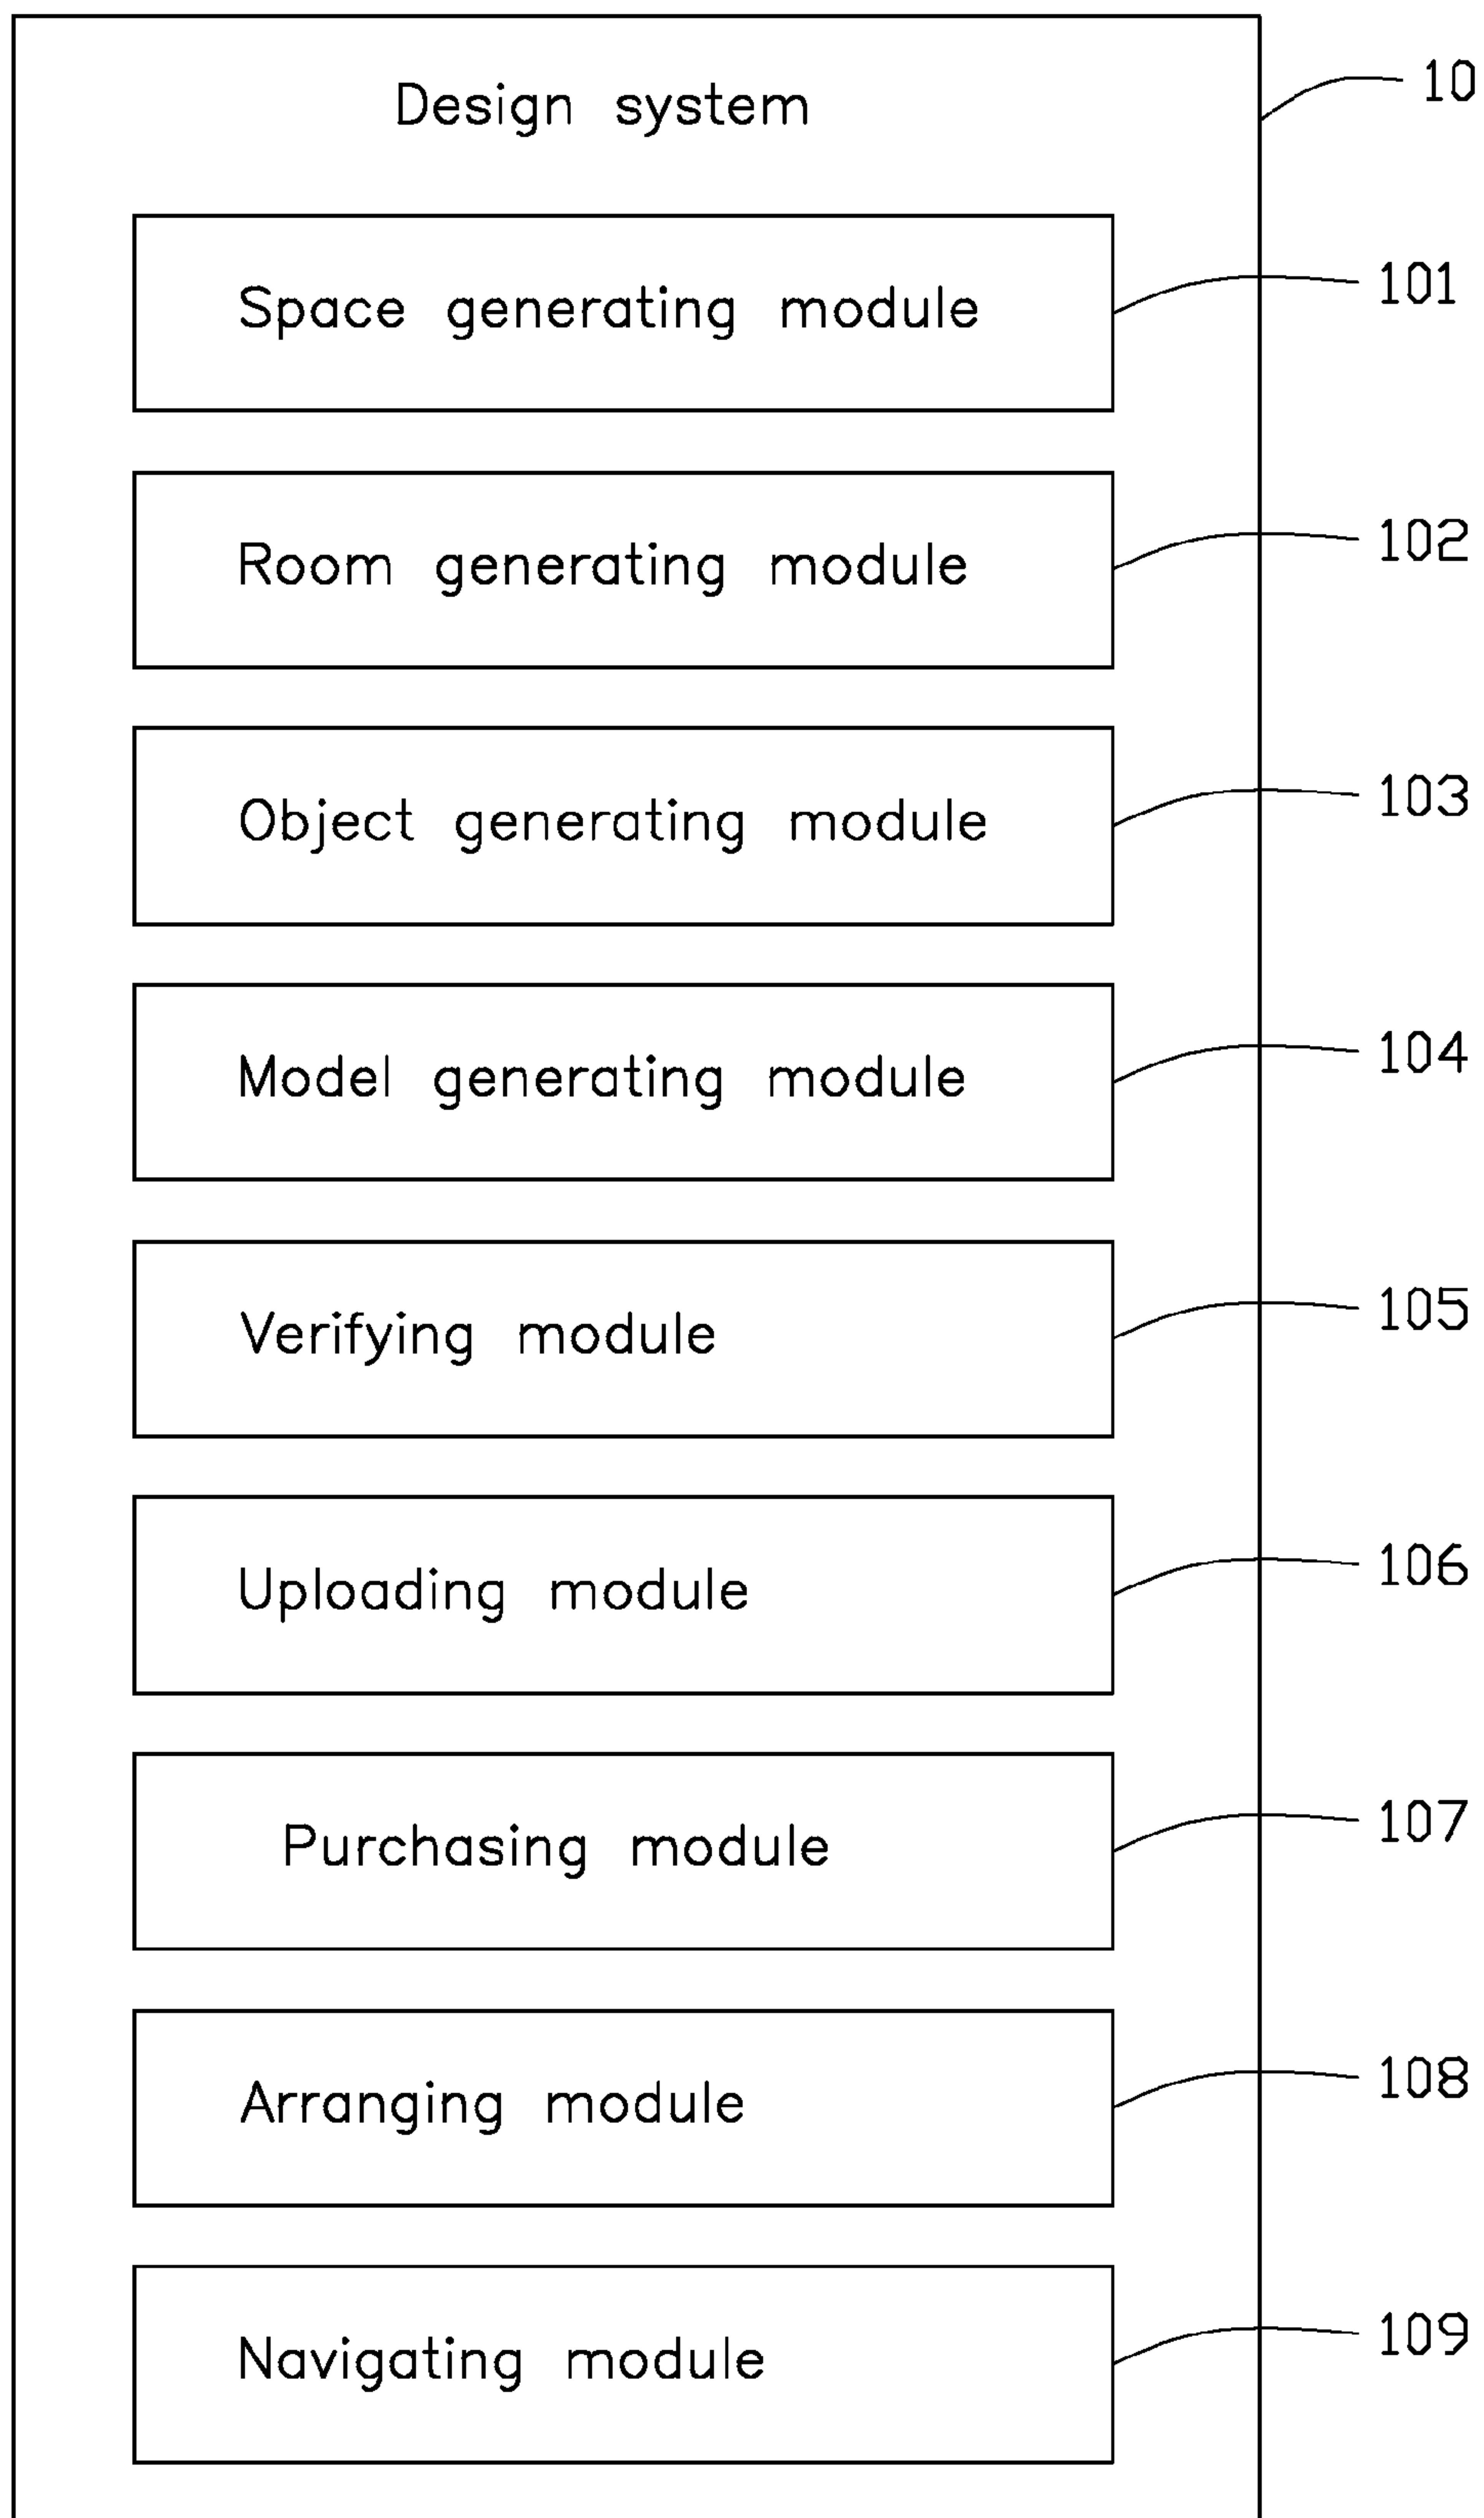 Design system 10
Space generating module 101
Room generating module 102
Object generating module 103
Model generating module 104
Verifying module 105
Uploading module 106
Purchasing module 107
Arranging module 108
Navigating module 109